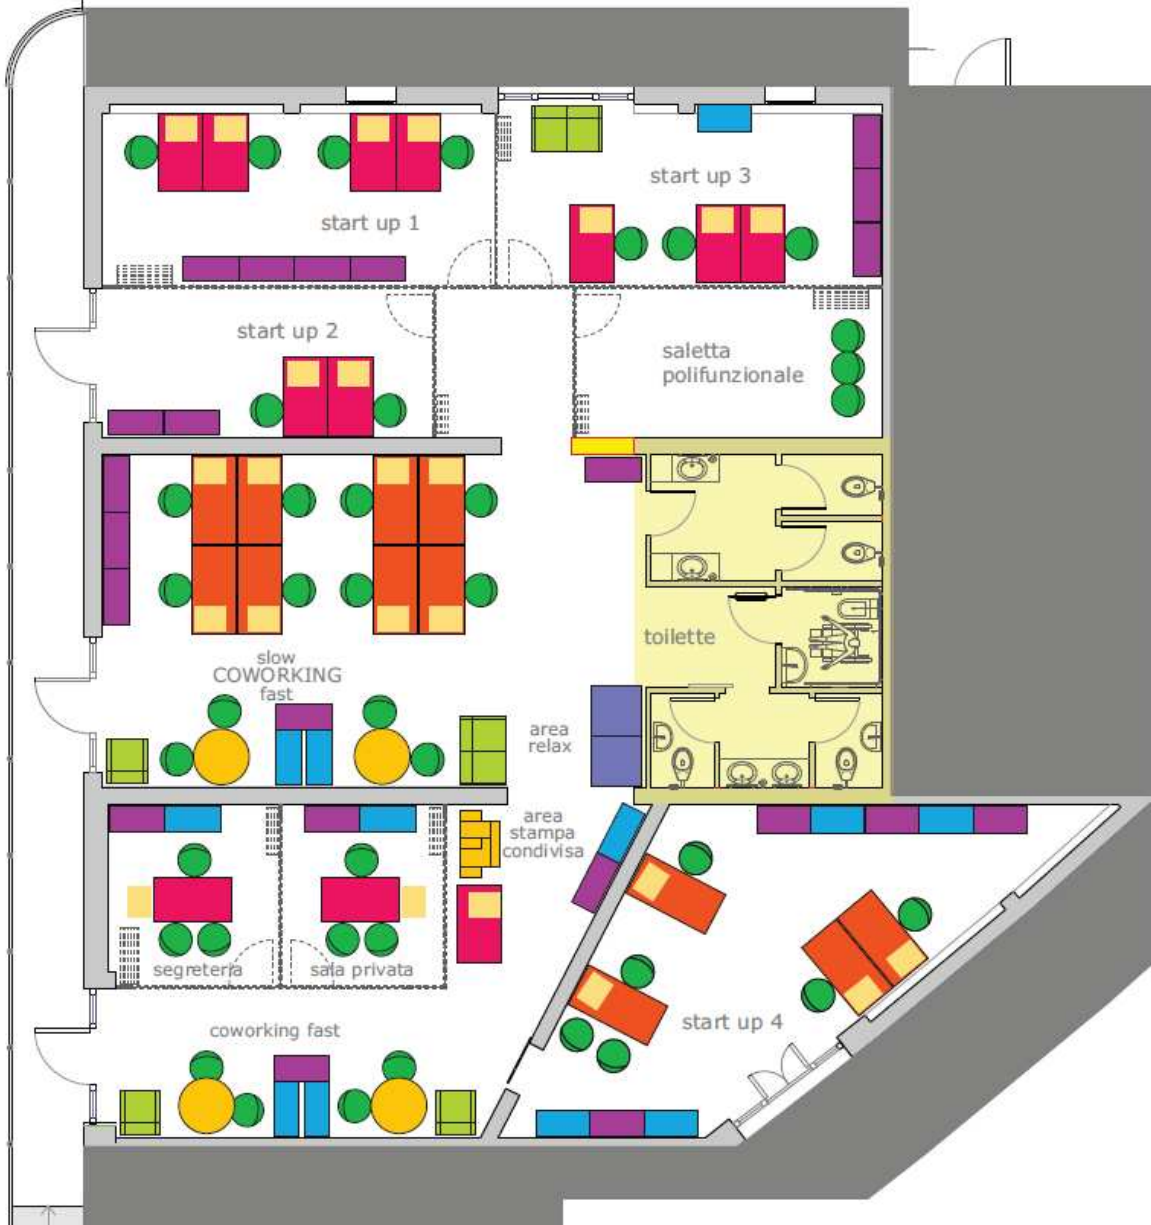 start up 3
start up 1
start up 2
saletta
polifunzionale
toilette
slow
COWORKING
fast
area
relax
area
stampa
condivisa
segreteria
sala privata
start up 4
coworking fast